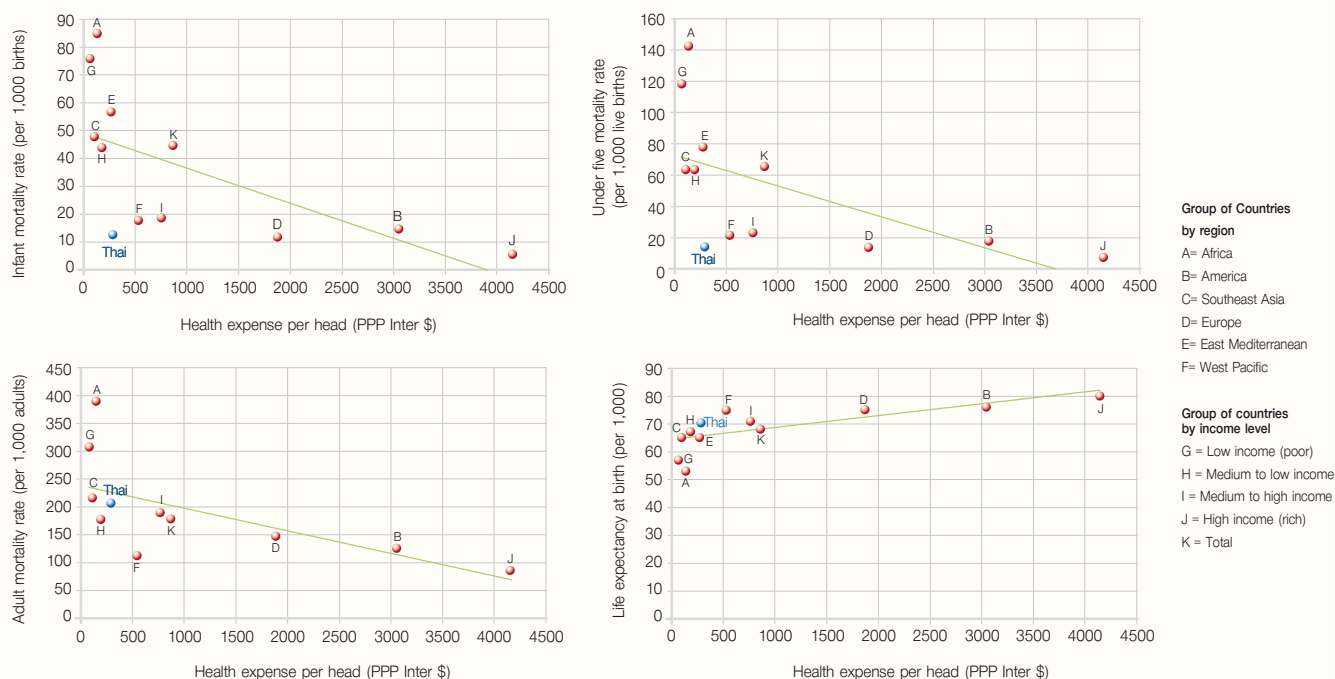 Infant mortality rate (per 1,000 births)
90
80
70
60
50
40
30
20
10
0
A
G
E
C
H
K
F
I
Thai
D
B
J
0
500
1000
1500
2000
2500
3000
3500
4000
4500
Health expense per head (PPP Inter $)
Under five mortality rate
(per 1,000 live births)
160
140
120
100
80
60
40
20
0
A
G
E
C
H
K
F
I
Thai
D
B
J
0
500
1000
1500
2000
2500
3000
3500
4000
4500
Health expense per head (PPP Inter $)
Adult mortality rate (per 1,000 adults)
450
400
350
300
250
200
150
100
50
0
A
G
C
Thai
H
I
K
F
D
B
J
0
500
1000
1500
2000
2500
3000
3500
4000
4500
Health expense per head (PPP Inter $)
Life expectancy at birth (per 1,000)
90
80
70
60
50
40
30
20
10
0
F
H
Thai
C
E
I
K
G
A
D
B
J
0
500
1000
1500
2000
2500
3000
3500
4000
4500
Health expense per head (PPP Inter $)
Group of Countries
by region
A= Africa
B= America
C= Southeast Asia
D= Europe
E= East Mediterranean
F= West Pacific
Group of countries
by income level
G = Low income (poor)
H = Medium to low income
I = Medium to high income
J = High income (rich)
K = Total